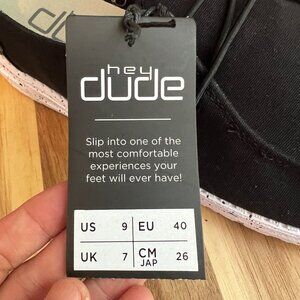 hey
dude
Slip into one of the
most comfortable
experiences your
feet will ever have!
US 9 EU 40
UK 7 CM JAP 26